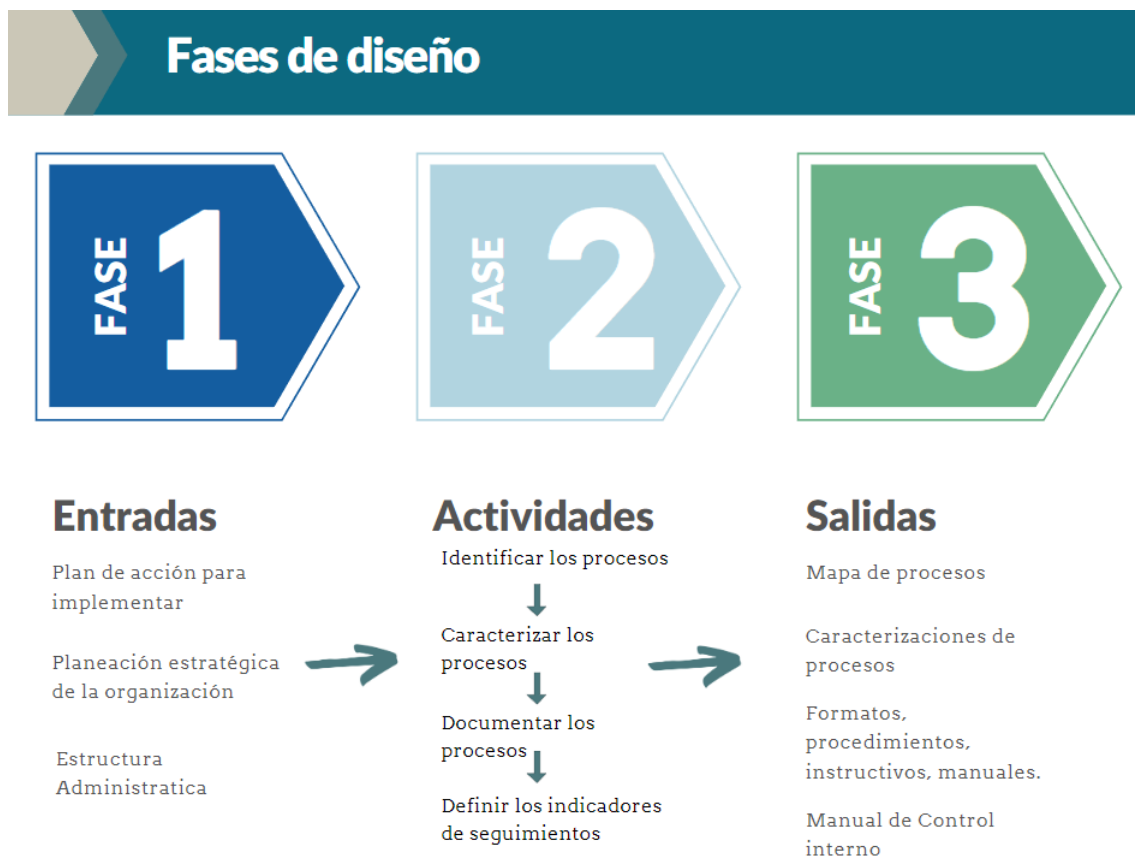 Fases de diseño
FASE 1
FASE 2
FASE 3
Entradas
Plan de acción para
implementar
Planeación estratégica
de la organización
Estructura
Administratica
Actividades
Identificar los procesos
Caracterizar los
procesos
Documentar los
procesos
Definir los indicadores
de seguimientos
Salidas
Mapa de procesos
Caracterizaciones de
procesos
Formatos,
procedimientos,
instructivos, manuales.
Manual de Control
interno